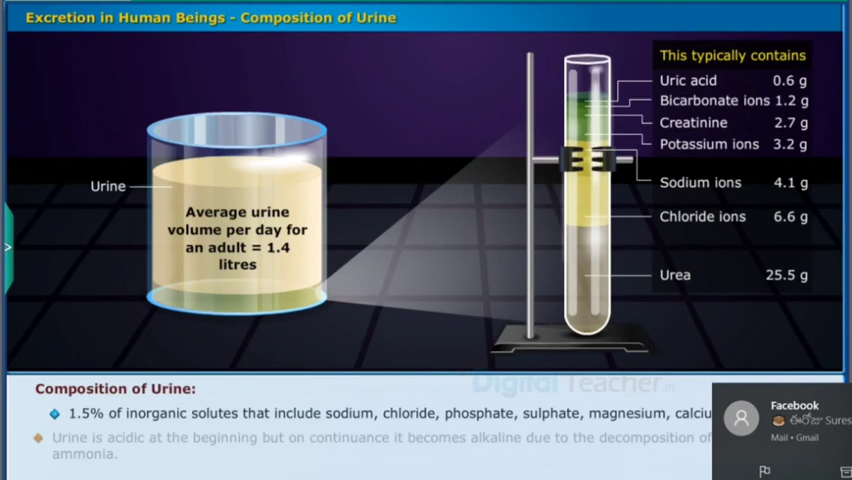 Excretion in Human Beings - Composition of Urine
This typically contains
Uric acid 0.6 g
Bicarbonate ions 1.2 g
Creatinine 2.7 g
Potassium ions 3.2 g
Sodium ions 4.1 g
Chloride ions 6.6 g
Urea 25.5 g
Urine
Average urine
volume per day for
an adult = 1.4
litres
Composition of Urine:
Digital Teacher.in
1.5% of inorganic solutes that include sodium, chloride, phosphate, sulphate, magnesium, calciu
Urine is acidic at the beginning but on continuance it becomes alkaline due to the decomposition of
ammonia.
Facebook
ఈరోజు Sures
Mail • Gmail